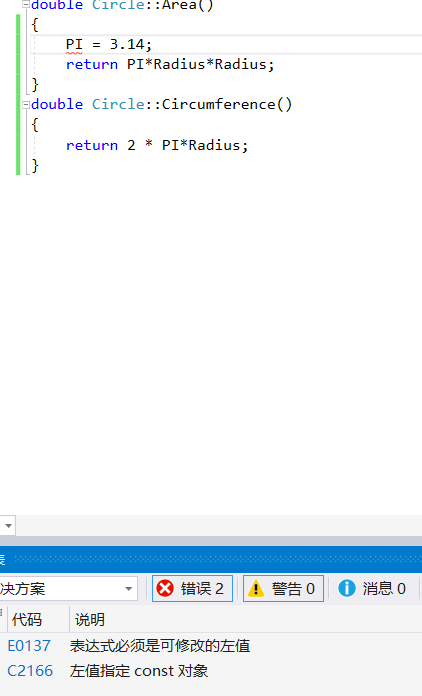 double Circle::Area()
{
PI = 3.14;
return PI*Radius*Radius;
}
double Circle::Circumference()
{
return 2 * PI*Radius;
}
表
决方案
错误 2
警告 0
消息 0
代码 说明
E0137 表达式必须是可修改的左值
C2166 左值指定 const 对象